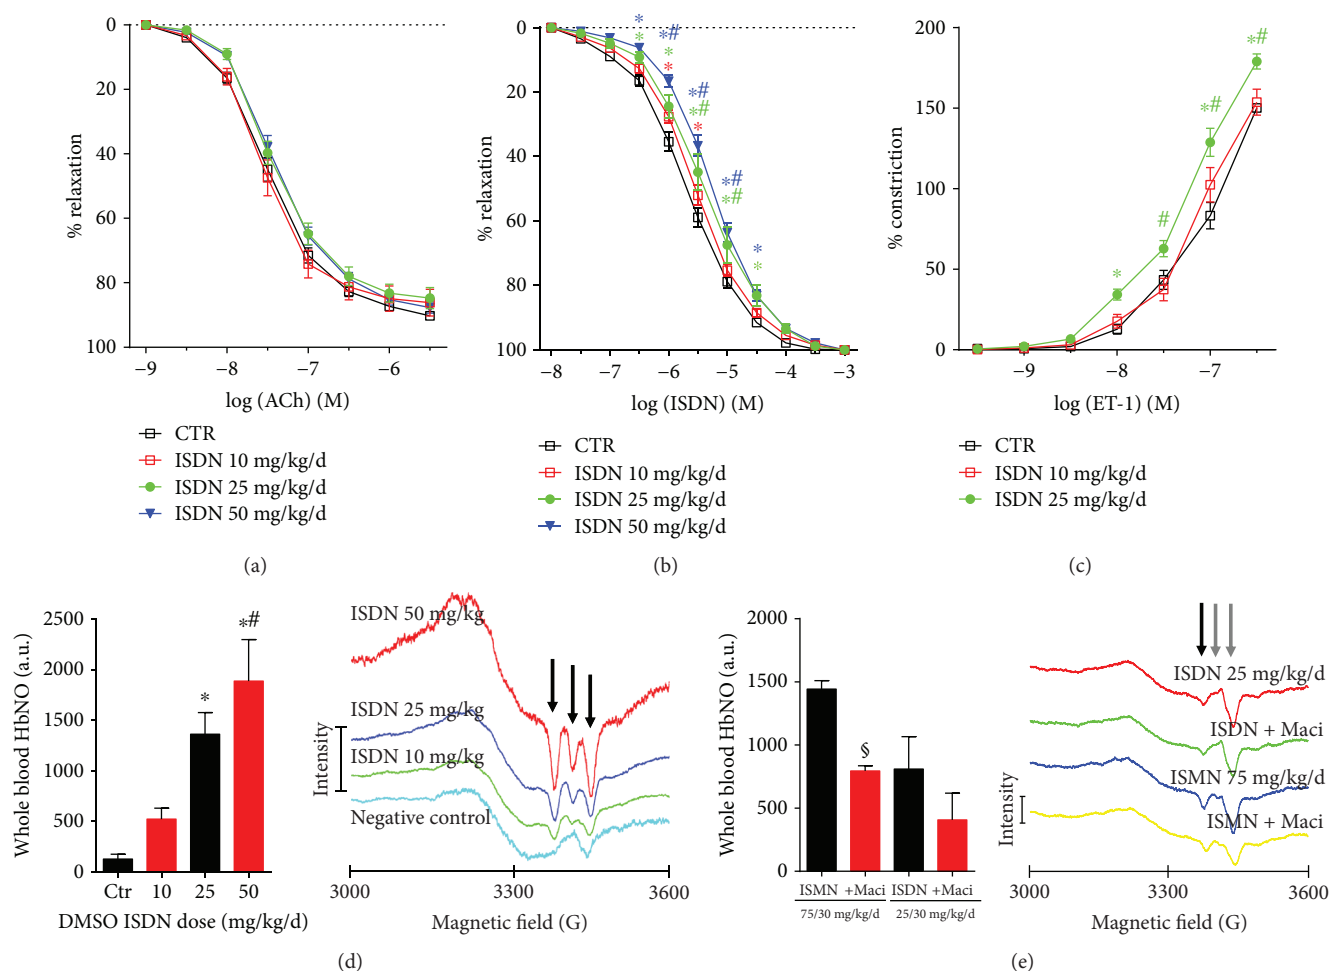 0
20
40
60
80
100
% relaxation
−9
−8
−7
−6
log (ACh) (M)
CTR
ISDN 10 mg/kg/d
ISDN 25 mg/kg/d
ISDN 50 mg/kg/d
(a)
0
20
40
60
80
100
% relaxation
*
*
*#
*
*
*#
*#
*
*#
*#
*
*
−8
−7
−6
−5
−4
−3
log (ISDN) (M)
CTR
ISDN 10 mg/kg/d
ISDN 25 mg/kg/d
ISDN 50 mg/kg/d
(b)
200
150
100
50
0
% constriction
*
#
*#
*#
−9
−8
−7
log (ET-1) (M)
CTR
ISDN 10 mg/kg/d
ISDN 25 mg/kg/d
(c)
2500
2000
1500
1000
500
0
Whole blood HbNO (a.u.)
*
*#
Ctr
10
25
50
DMSO ISDN dose (mg/kg/d)
ISDN 50 mg/kg
ISDN 25 mg/kg
ISDN 10 mg/kg
Negative control
Intensity
3000
3300
3600
Magnetic field (G)
(d)
2000
1500
1000
500
0
Whole blood HbNO (a.u.)
§
ISMN
+Maci
ISDN
+Maci
75/30 mg/kg/d
25/30 mg/kg/d
ISDN 25 mg/kg/d
ISDN + Maci
ISMN 75 mg/kg/d
ISMN + Maci
Intensity
3000
3300
3600
Magnetic field (G)
(e)